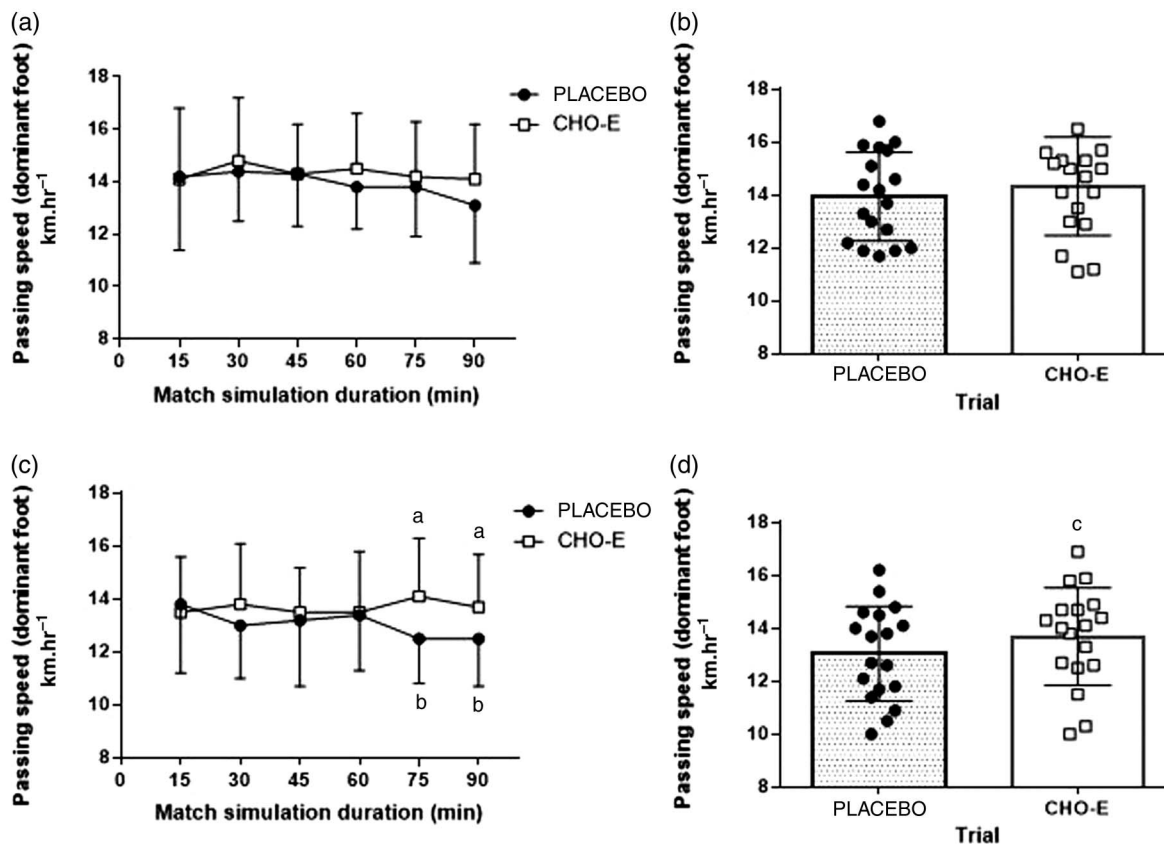 (a)
Passing speed (dominant foot)
km.hr⁻¹
18
16
14
12
10
8
0 15 30 45 60 75 90
Match simulation duration (min)
PLACEBO
CHO-E
(b)
Passing speed (dominant foot)
km.hr⁻¹
18
16
14
12
10
8
PLACEBO CHO-E
Trial
(c)
Passing speed (dominant foot)
km.hr⁻¹
18
16
14
12
10
8
a a
b b
0 15 30 45 60 75 90
Match simulation duration (min)
PLACEBO
CHO-E
(d)
Passing speed (dominant foot)
km.hr⁻¹
18
16
14
12
10
8
c
PLACEBO CHO-E
Trial